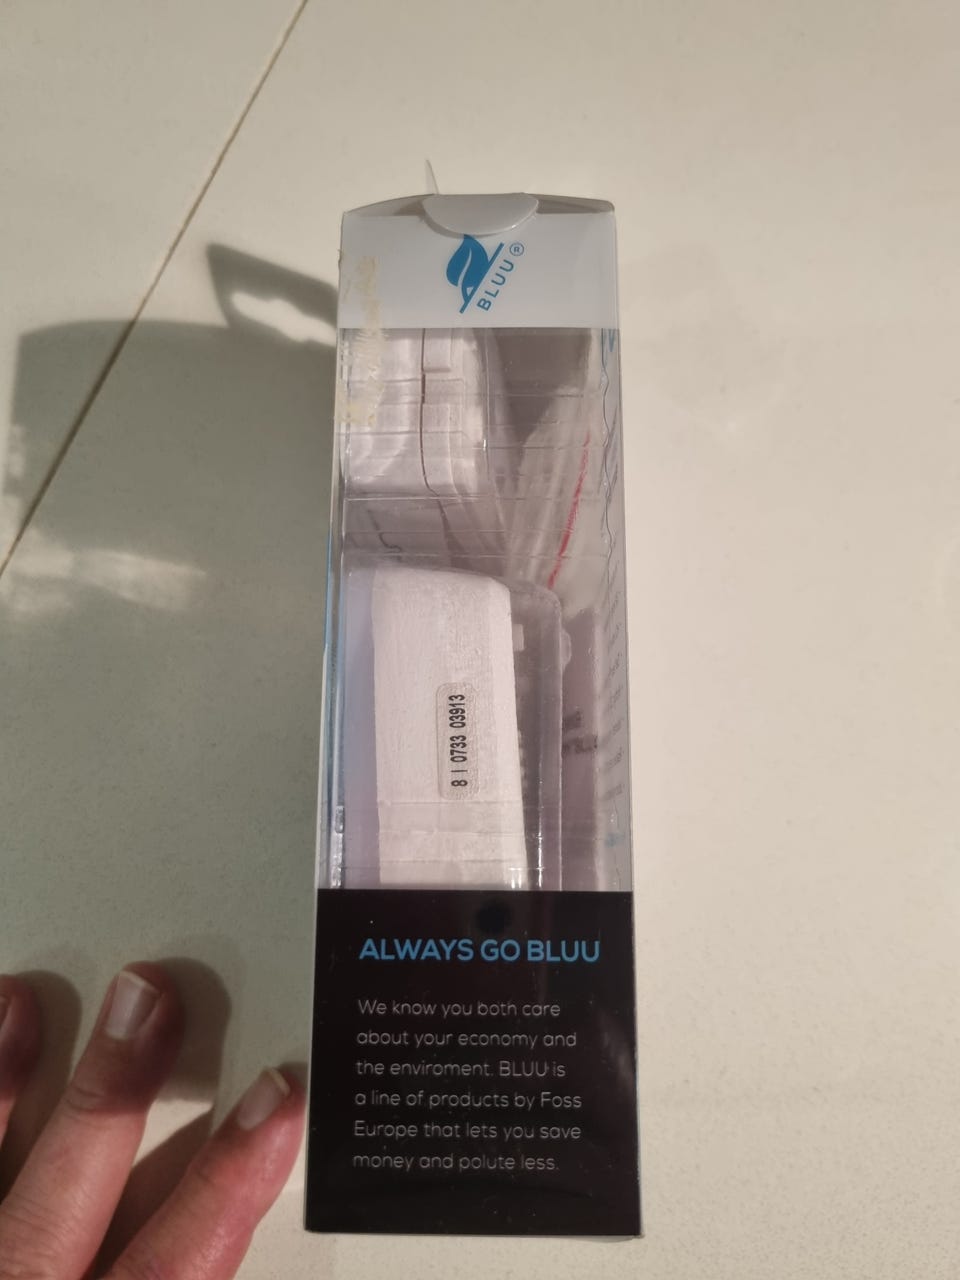 BLUU®
8 | 0733 03913
ALWAYS GO BLUU
We know you both care
about your economy and
the enviroment. BLUU is
a line of products by Foss
Europe that lets you save
money and polute less.